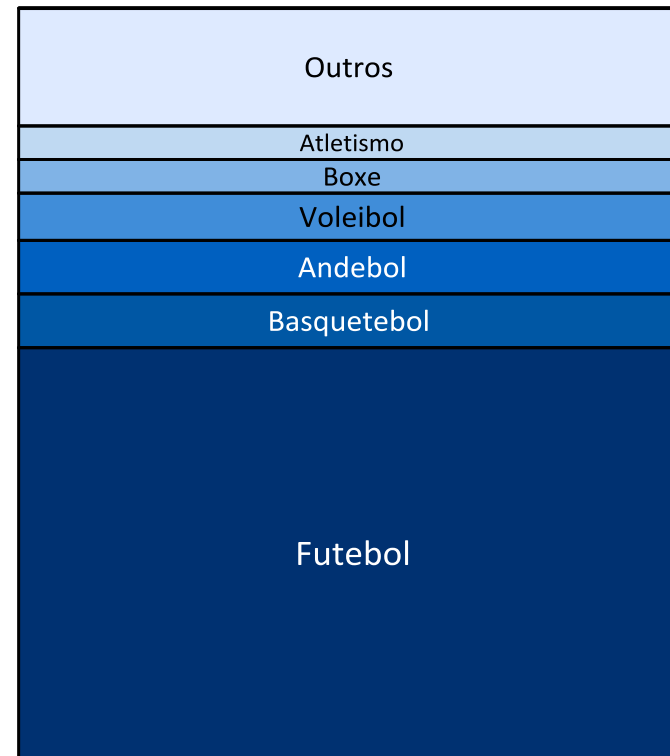 Outros
Atletismo
Boxe
Voleibol
Andebol
Basquetebol
Futebol